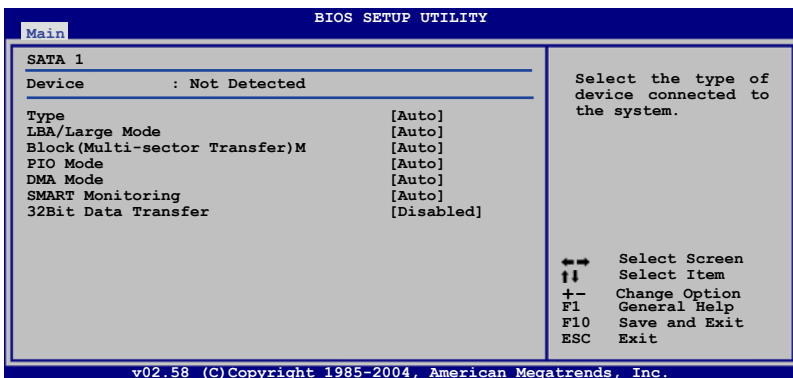 BIOS SETUP UTILITY
Main
SATA 1
Device : Not Detected
Type [Auto]
LBA/Large Mode [Auto]
Block(Multi-sector Transfer)M [Auto]
PIO Mode [Auto]
DMA Mode [Auto]
SMART Monitoring [Auto]
32Bit Data Transfer [Disabled]
Select the type of
device connected to
the system.
←→ Select Screen
↑↓ Select Item
+- Change Option
F1 General Help
F10 Save and Exit
ESC Exit
v02.58 (C)Copyright 1985-2004, American Megatrends, Inc.